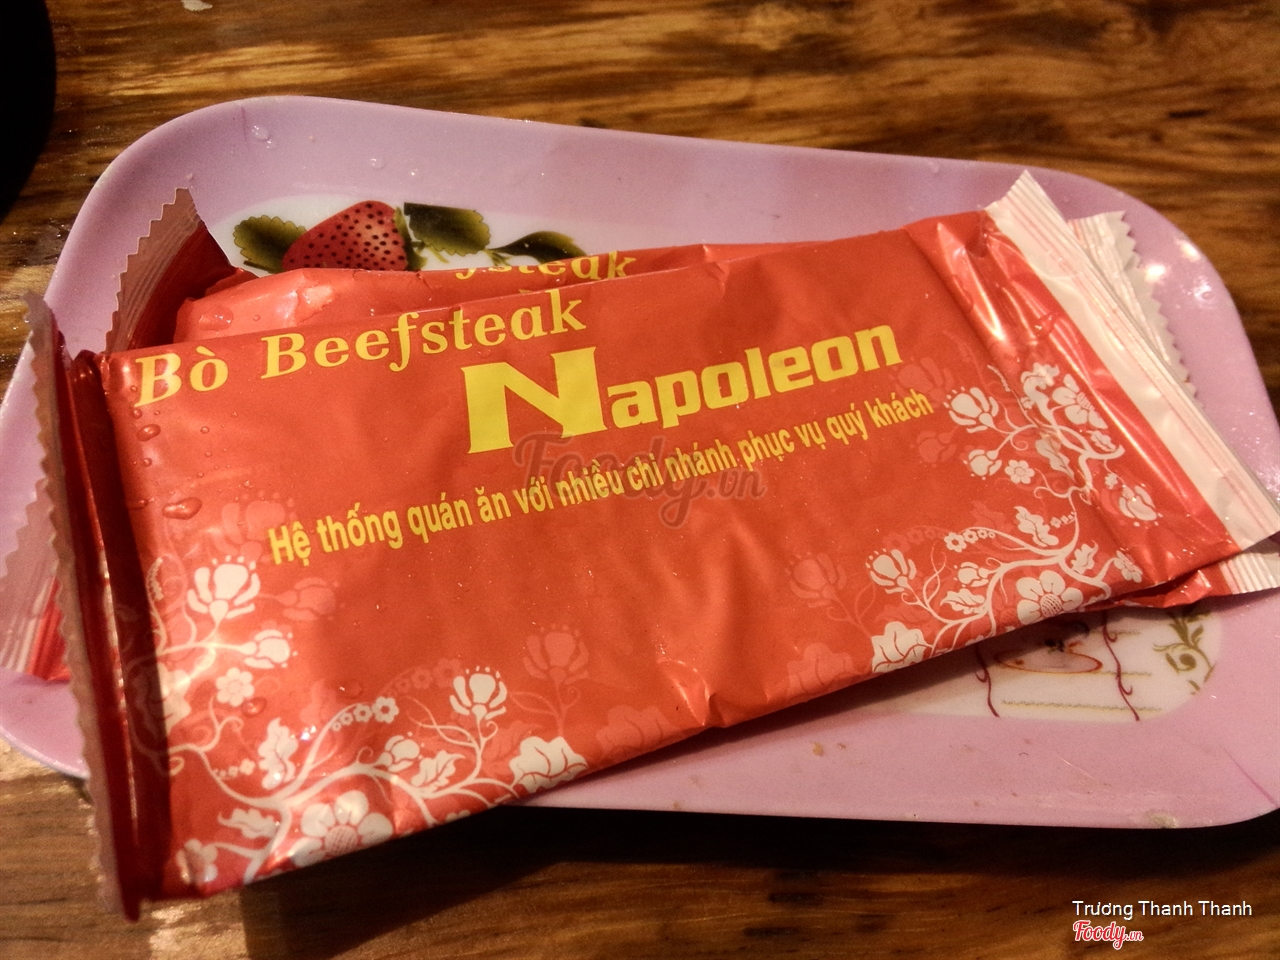 ysteak
Bò Beefsteak
Napoleon
Hệ thống quán ăn với nhiều chi nhánh phục vụ quý khách
Foody.vn
Trương Thanh Thanh
Foody.vn